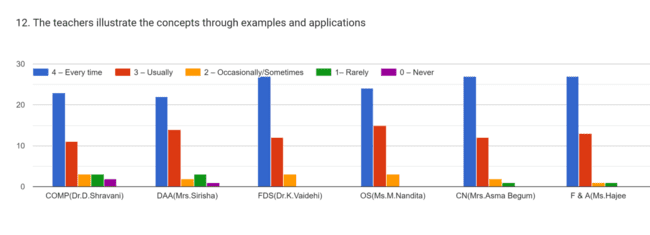 12. The teachers illustrate the concepts through examples and applications
30
4 – Every time 3 – Usually 2 – Occasionally/Sometimes 1– Rarely 0 – Never
20
10
0
COMP(Dr.D.Shravani) DAA(Mrs.Sirisha) FDS(Dr.K.Vaidehi) OS(Ms.M.Nandita) CN(Mrs.Asma Begum) F & A(Ms.Hajee